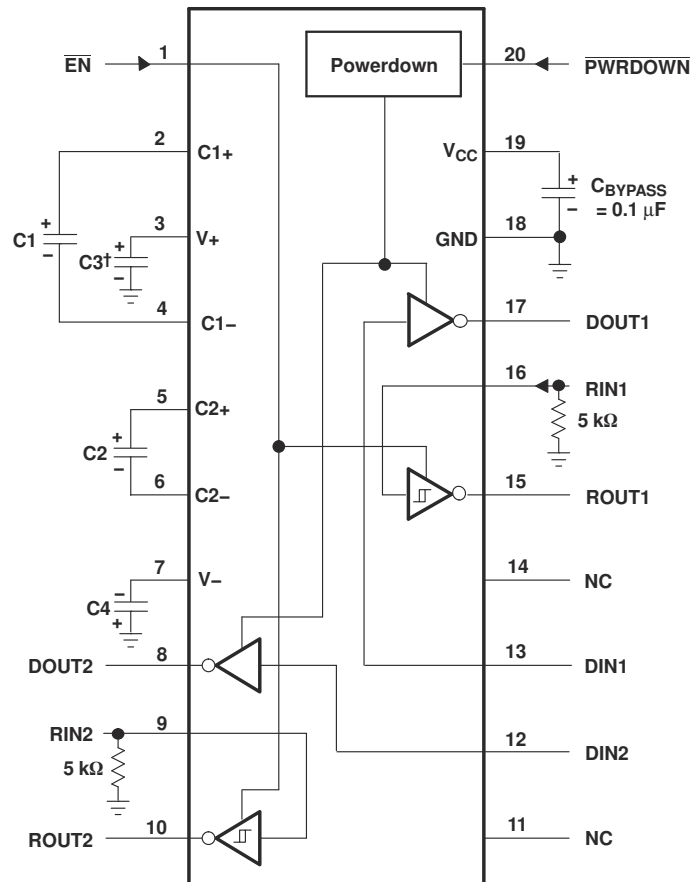 EN
1
Powerdown
20
PWRDOWN
2
C1+
VCC
19
+
CBYPASS
–
= 0.1 μF
+
C1
–
3
V+
+
C3†
–
GND
18
4
C1–
17
DOUT1
16
RIN1
5 kΩ
5
C2+
+
C2
–
6
C2–
15
ROUT1
14
NC
7
V–
–
C4
+
8
DOUT2
13
DIN1
RIN2
9
5 kΩ
12
DIN2
ROUT2
10
11
NC